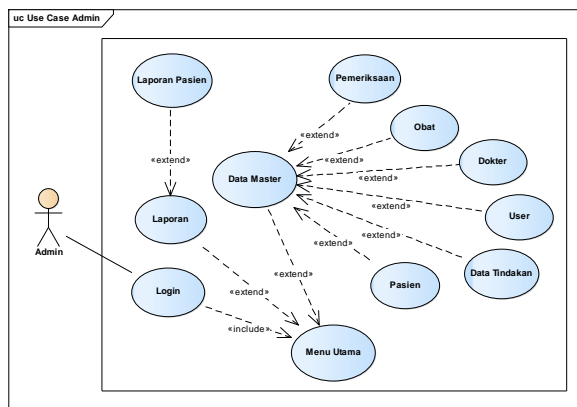 uc Use Case Admin
Laporan Pasien
Pemeriksaan
Obat
«extend»
«extend»
«extend»
Dokter
Data Master
«extend»
User
Admin
Laporan
«extend»
«extend»
Data Tindakan
Login
«extend»
«extend»
Pasien
«include»
Menu Utama